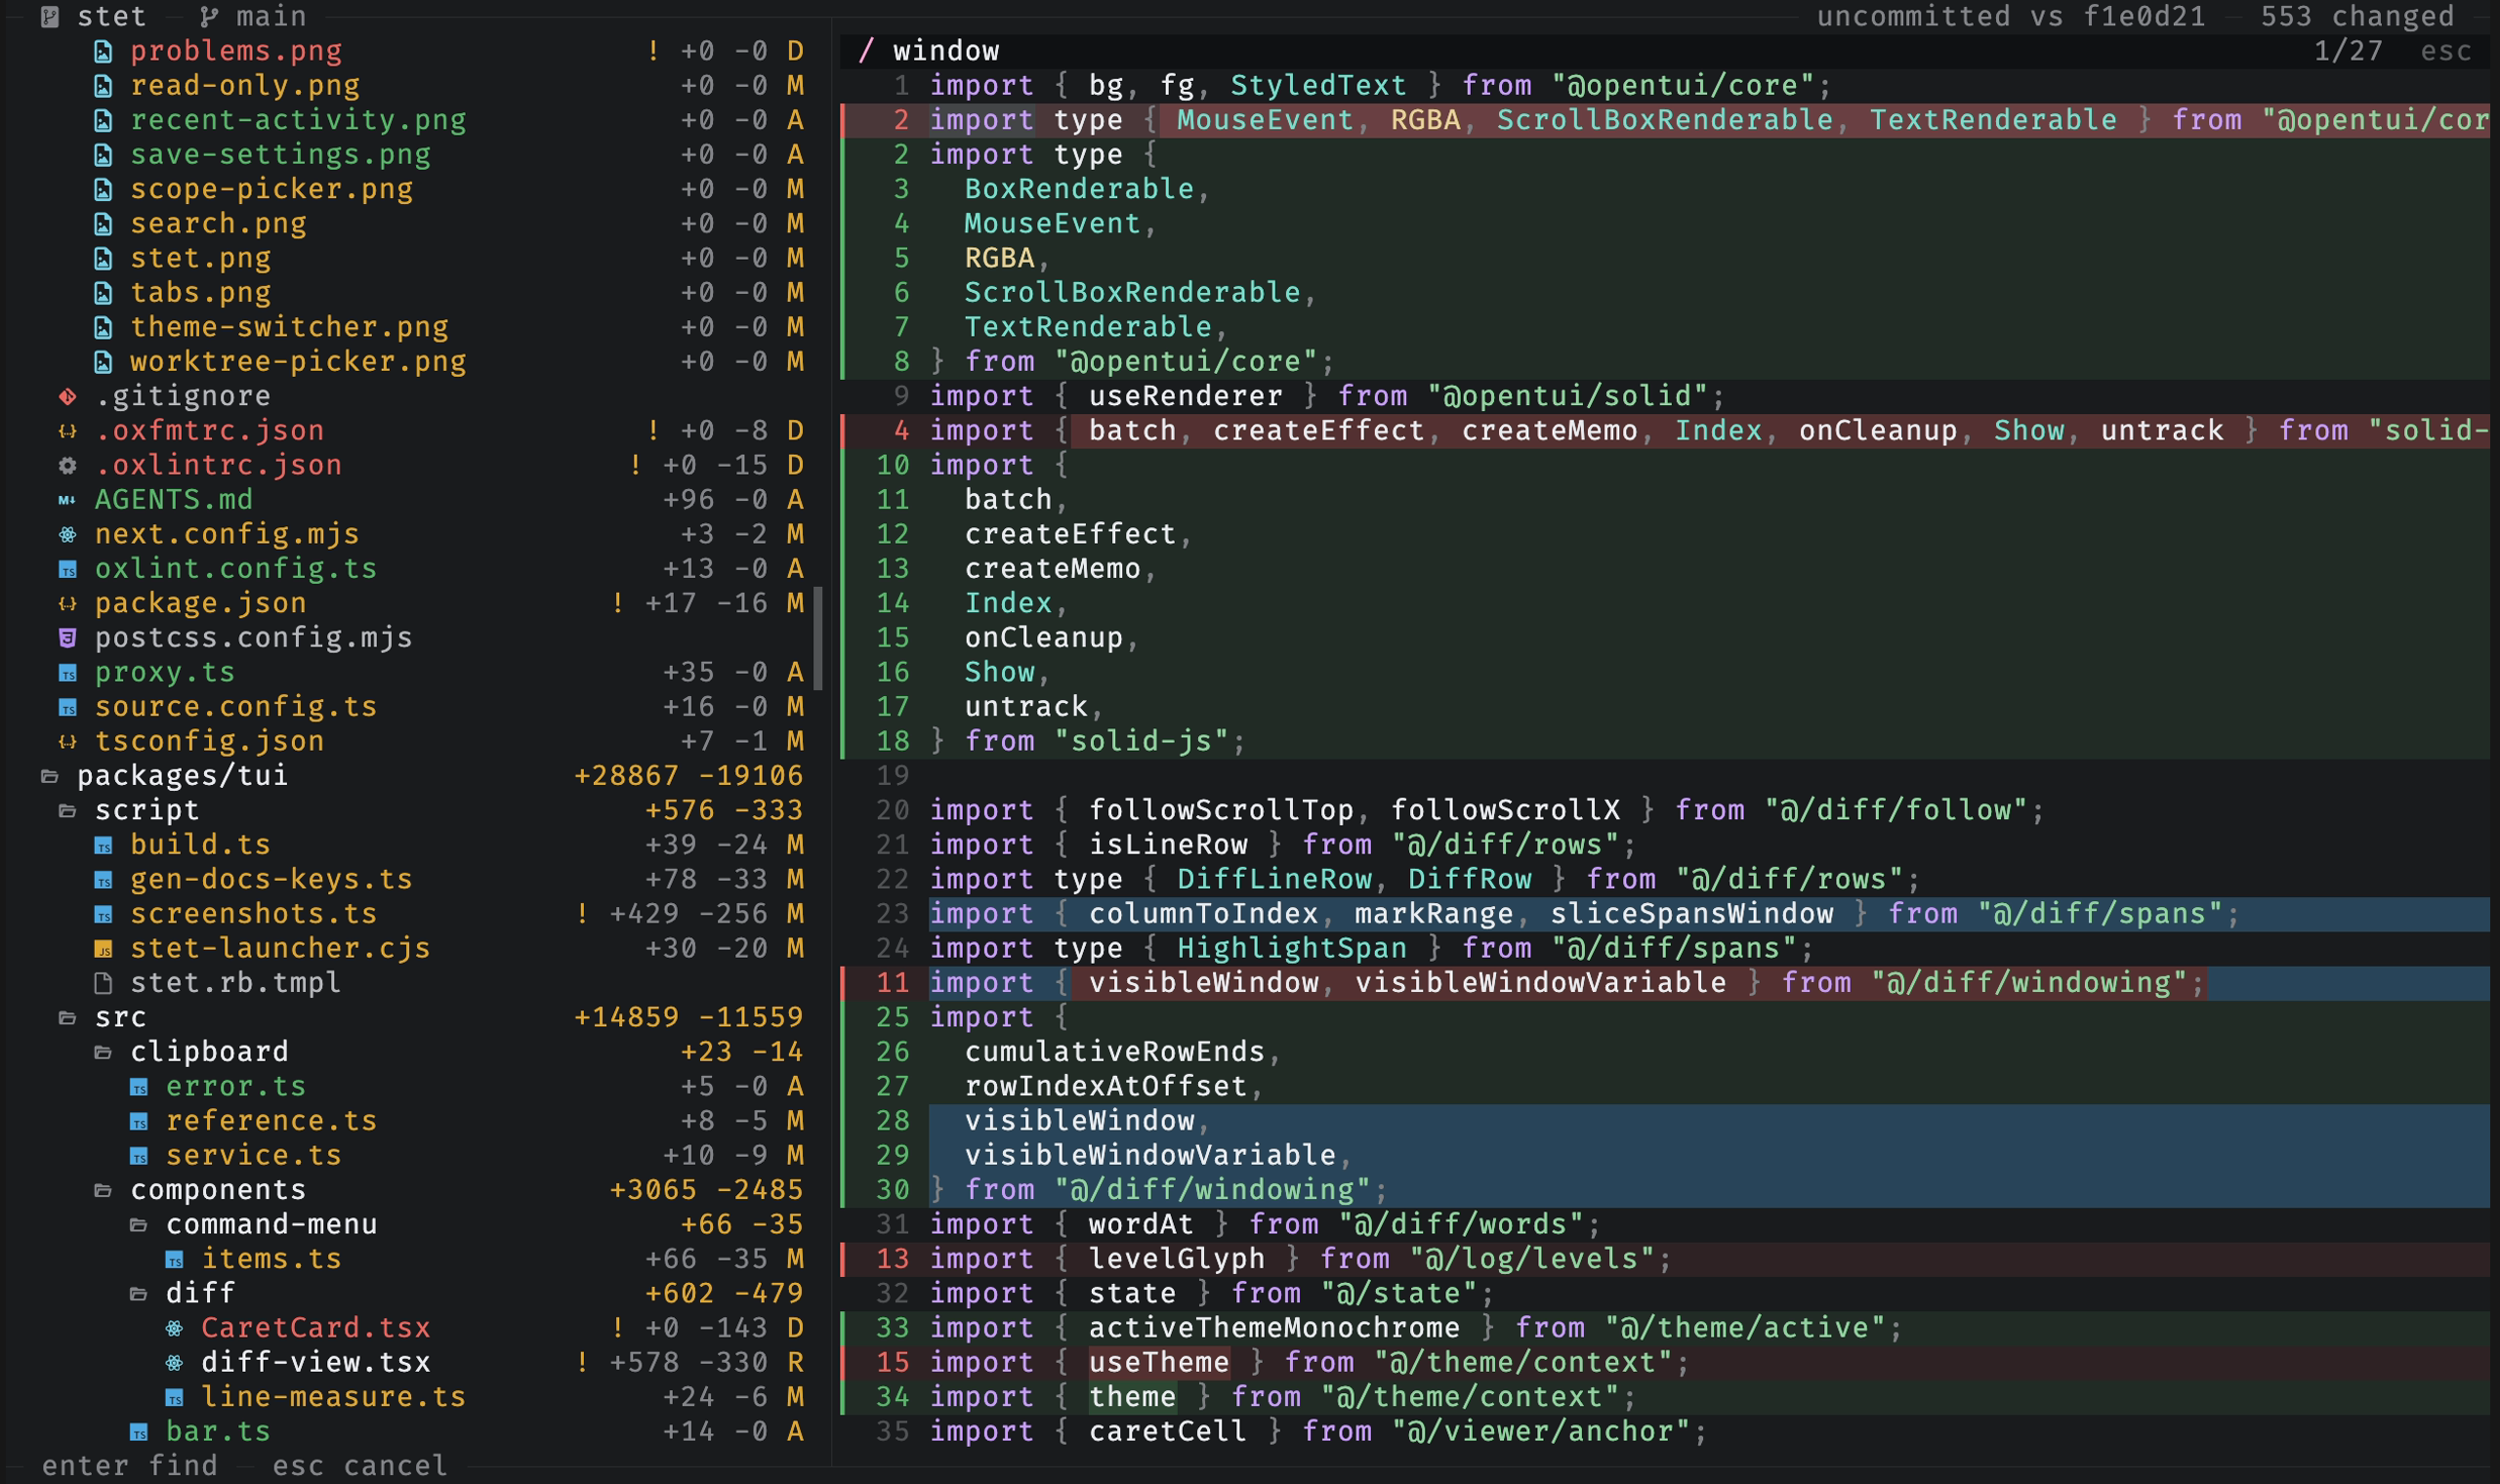 stet main uncommitted vs f1e0d21 553 changed
problems.png ! +0 -0 D
read-only.png +0 -0 M
recent-activity.png +0 -0 A
save-settings.png +0 -0 A
scope-picker.png +0 -0 M
search.png +0 -0 M
stet.png +0 -0 M
tabs.png +0 -0 M
theme-switcher.png +0 -0 M
worktree-picker.png +0 -0 M
.gitignore
.oxfmtrc.json ! +0 -8 D
.oxlintrc.json ! +0 -15 D
AGENTS.md +96 -0 A
next.config.mjs +3 -2 M
oxlint.config.ts +13 -0 A
package.json ! +17 -16 M
postcss.config.mjs
proxy.ts +35 -0 A
source.config.ts +16 -0 M
tsconfig.json +7 -1 M
packages/tui +28867 -19106
script +576 -333
build.ts +39 -24 M
gen-docs-keys.ts +78 -33 M
screenshots.ts ! +429 -256 M
stet-launcher.cjs +30 -20 M
stet.rb.tmpl
src +14859 -11559
clipboard +23 -14
error.ts +5 -0 A
reference.ts +8 -5 M
service.ts +10 -9 M
components +3065 -2485
command-menu +66 -35
items.ts +66 -35 M
diff +602 -479
CaretCard.tsx ! +0 -143 D
diff-view.tsx ! +578 -330 R
line-measure.ts +24 -6 M
bar.ts +14 -0 A
/ window 1/27 esc
1 import { bg, fg, StyledText } from "@opentui/core";
2 import type { MouseEvent, RGBA, ScrollBoxRenderable, TextRenderable } from "@opentui/cor
2 import type {
3 BoxRenderable,
4 MouseEvent,
5 RGBA,
6 ScrollBoxRenderable,
7 TextRenderable,
8 } from "@opentui/core";
9 import { useRenderer } from "@opentui/solid";
4 import { batch, createEffect, createMemo, Index, onCleanup, Show, untrack } from "solid-
10 import {
11 batch,
12 createEffect,
13 createMemo,
14 Index,
15 onCleanup,
16 Show,
17 untrack,
18 } from "solid-js";
19
20 import { followScrollTop, followScrollX } from "@/diff/follow";
21 import { isLineRow } from "@/diff/rows";
22 import type { DiffLineRow, DiffRow } from "@/diff/rows";
23 import { columnToIndex, markRange, sliceSpansWindow } from "@/diff/spans";
24 import type { HighlightSpan } from "@/diff/spans";
11 import { visibleWindow, visibleWindowVariable } from "@/diff/windowing";
25 import {
26 cumulativeRowEnds,
27 rowIndexAtOffset,
28 visibleWindow,
29 visibleWindowVariable,
30 } from "@/diff/windowing";
31 import { wordAt } from "@/diff/words";
13 import { levelGlyph } from "@/log/levels";
32 import { state } from "@/state";
33 import { activeThemeMonochrome } from "@/theme/active";
15 import { useTheme } from "@/theme/context";
34 import { theme } from "@/theme/context";
35 import { caretCell } from "@/viewer/anchor";
enter find esc cancel